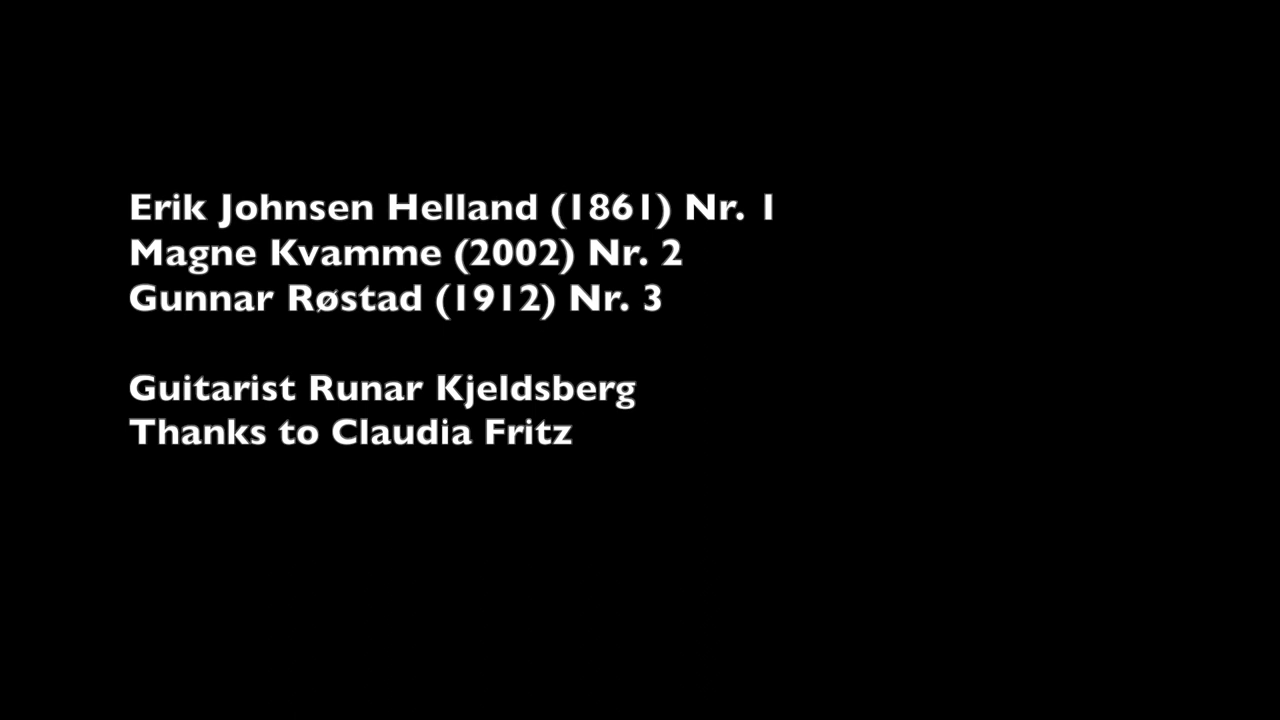 Erik Johnsen Helland (1861) Nr. 1
Magne Kvamme (2002) Nr. 2
Gunnar Røstad (1912) Nr. 3
Guitarist Runar Kjeldsberg
Thanks to Claudia Fritz